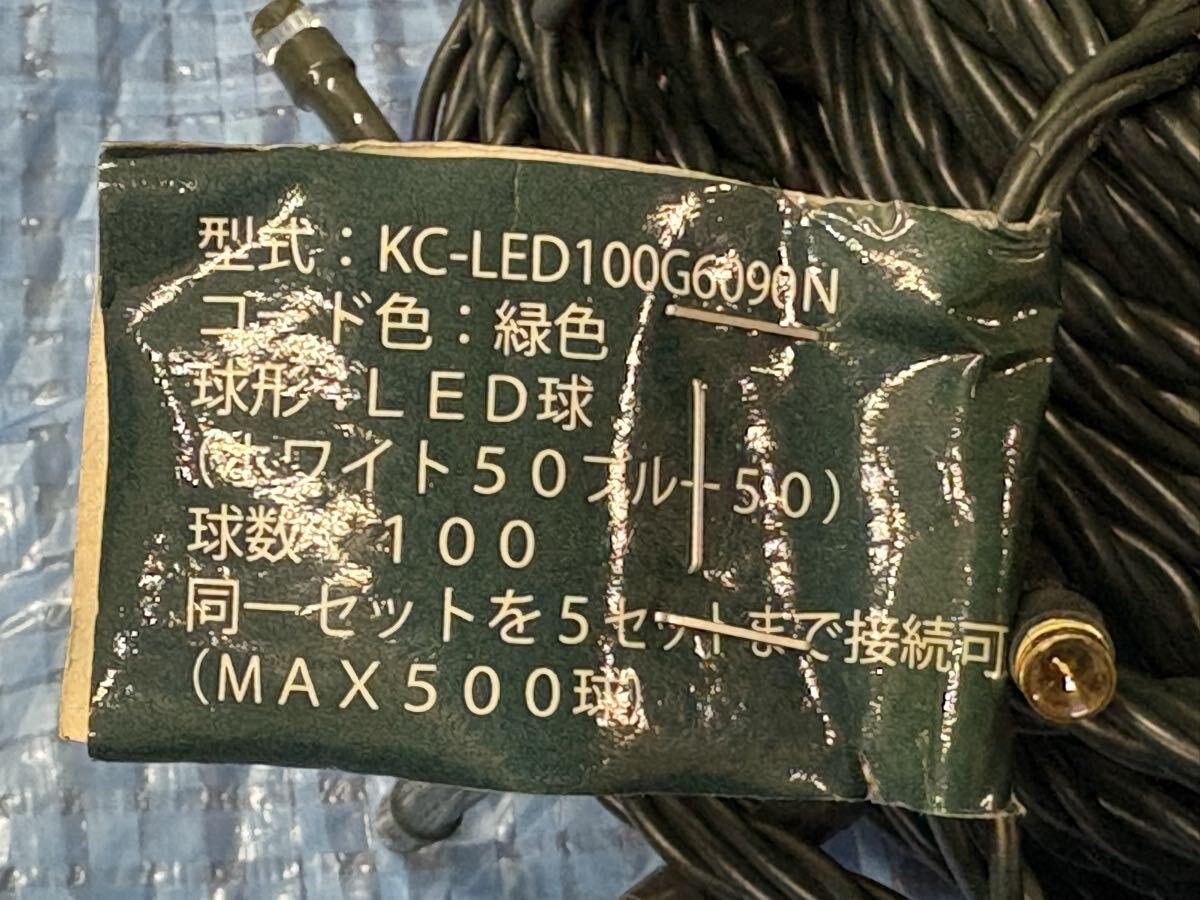 型式：KC-LED100G6090N
コード色：緑色
球形：ＬＥＤ球
（ホワイト５０ブルー５０）
球数：１００
同一セットを５セットまで接続可
（ＭＡＸ５００球）